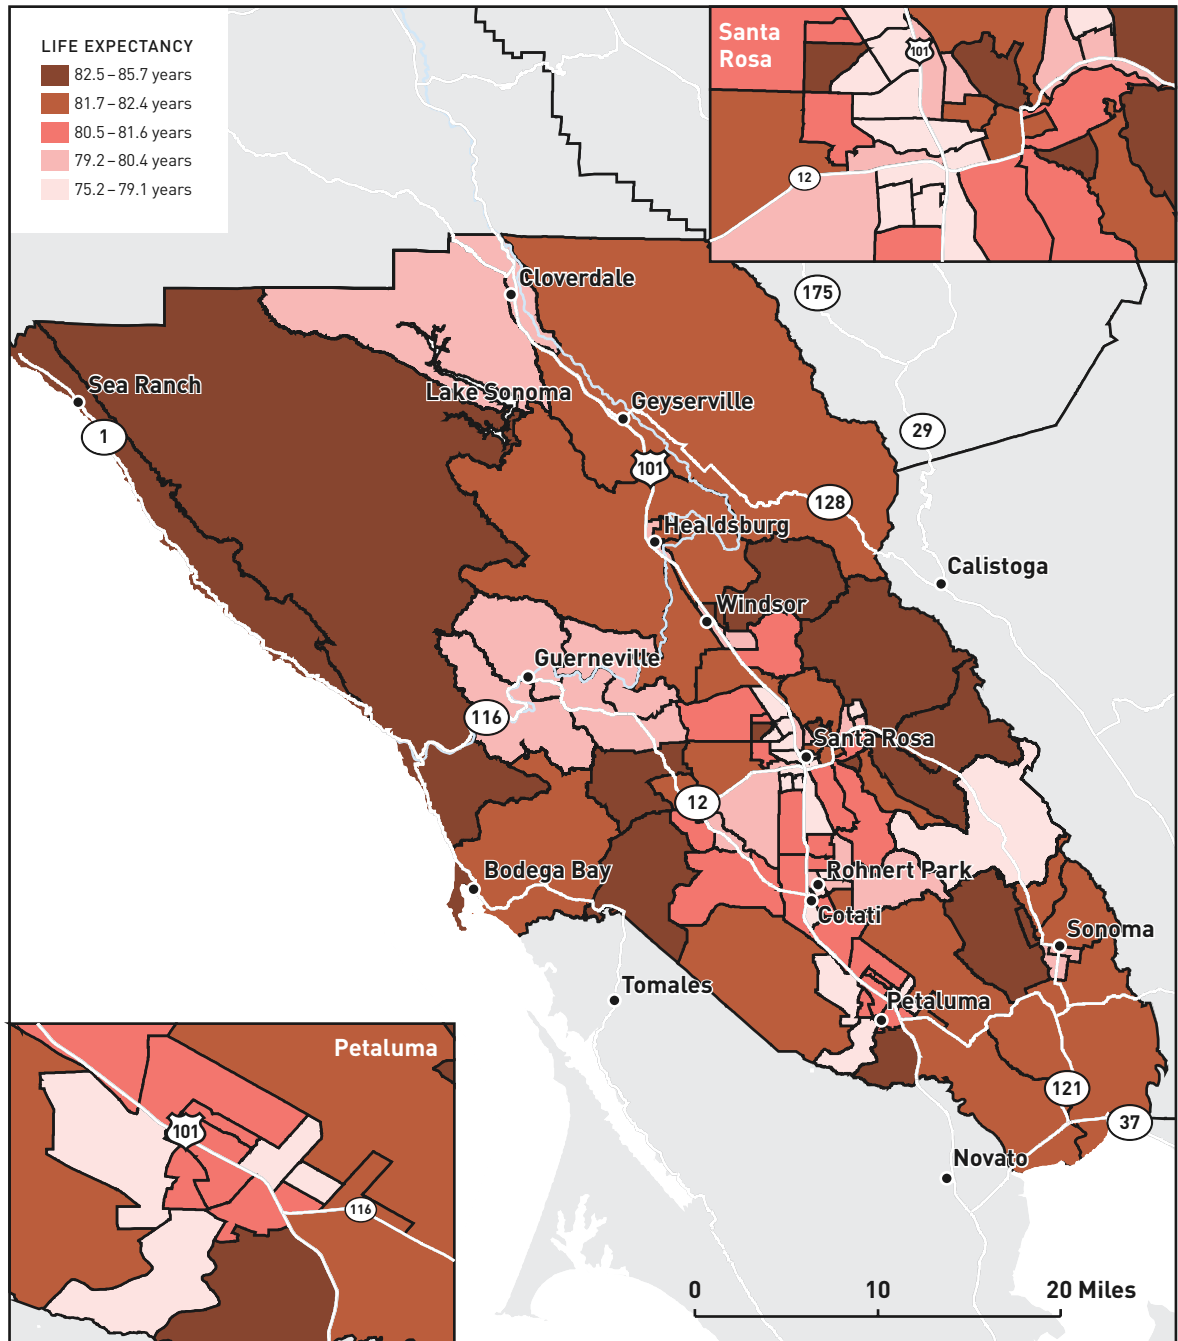 LIFE EXPECTANCY
82.5–85.7 years
81.7–82.4 years
80.5–81.6 years
79.2–80.4 years
75.2–79.1 years
Santa
Rosa
101
12
Cloverdale
175
Sea Ranch
Lake Sonoma
Geyserville
1
29
101
128
Healdsburg
Calistoga
Windsor
Guerneville
116
Santa Rosa
12
Bodega Bay
Rohnert Park
Cotati
Sonoma
Tomales
Petaluma
Petaluma
101
116
121
37
Novato
0 10 20 Miles